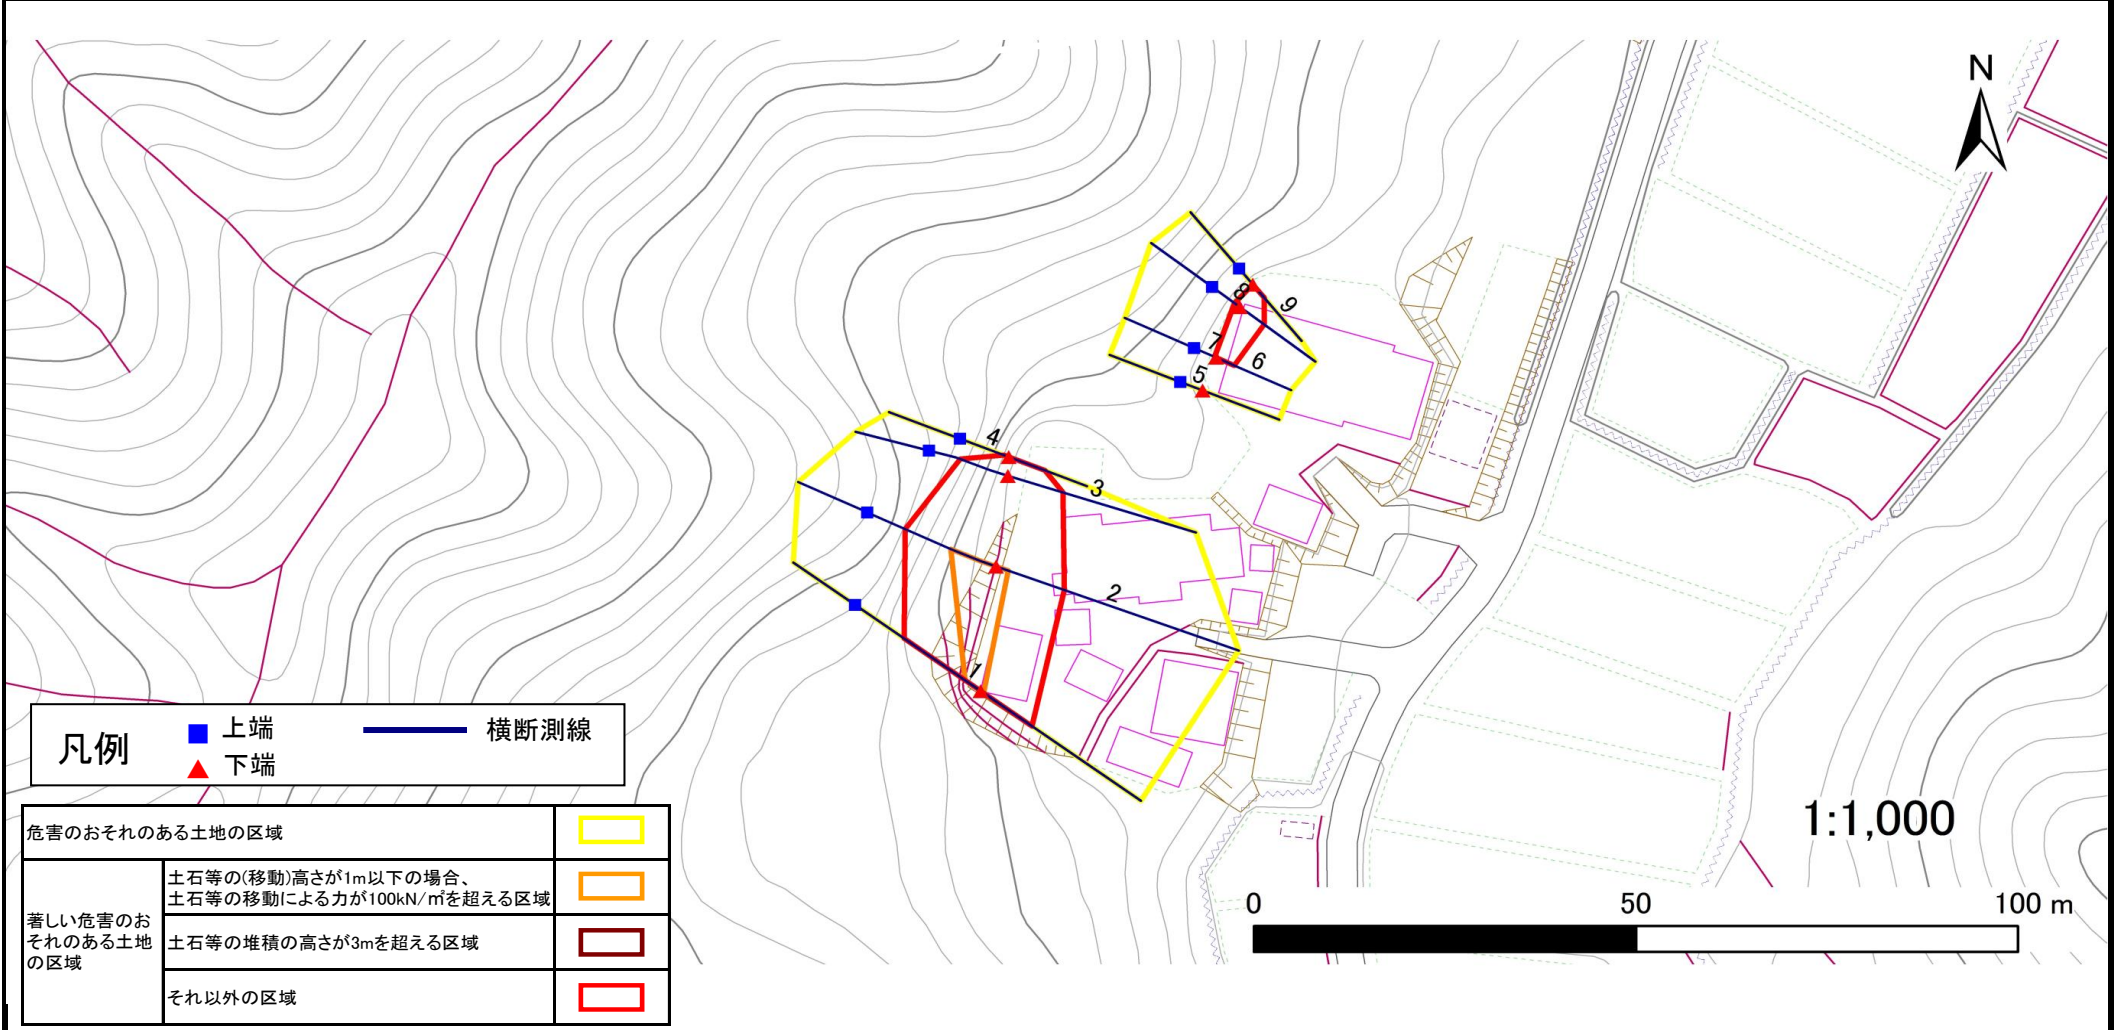 N
9
8
7
6
5
4
3
2
1
凡例
上端
下端
横断測線
危害のおそれのある土地の区域
著しい危害のお
それのある土地
の区域
土石等の(移動)高さが1m以下の場合、
土石等の移動による力が100kN/㎡を超える区域
土石等の堆積の高さが3mを超える区域
それ以外の区域
1:1,000
0 50 100 m